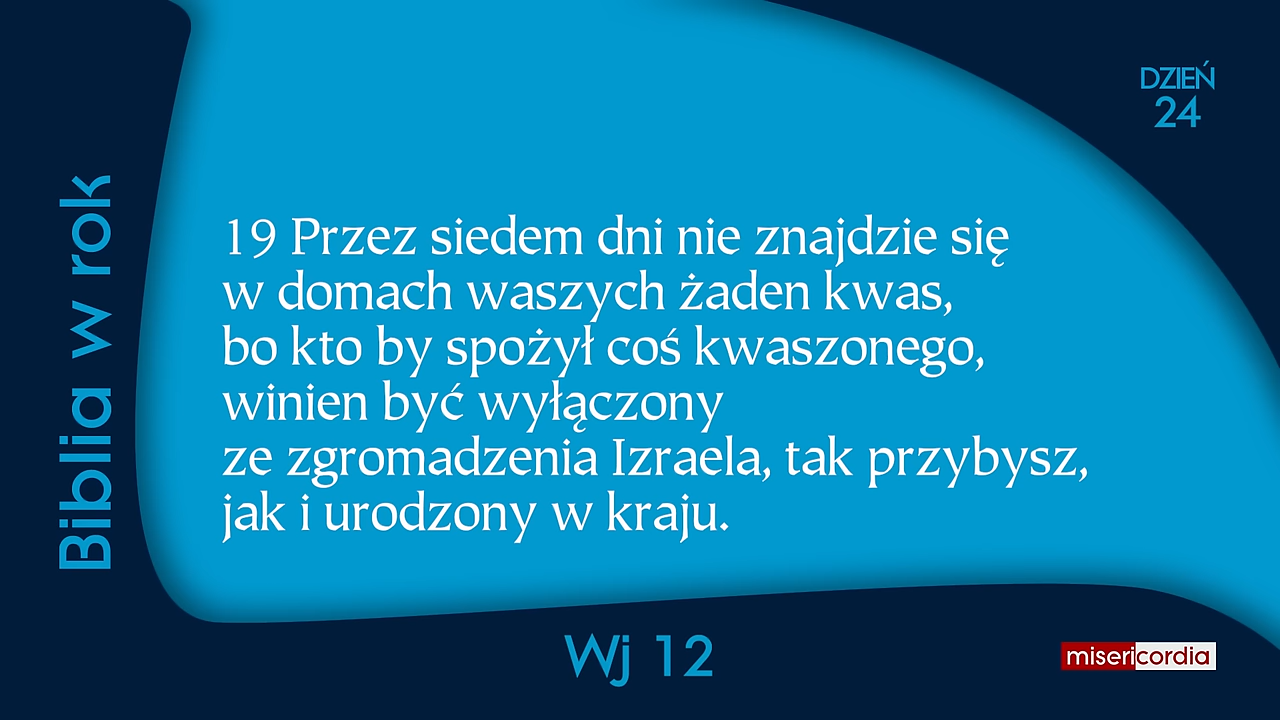 DZIEŃ
24
Biblia w rok
19 Przez siedem dni nie znajdzie się
w domach waszych żaden kwas,
bo kto by spożył coś kwaszonego,
winien być wyłączony
ze zgromadzenia Izraela, tak przybysz,
jak i urodzony w kraju.
Wj 12
misericordia